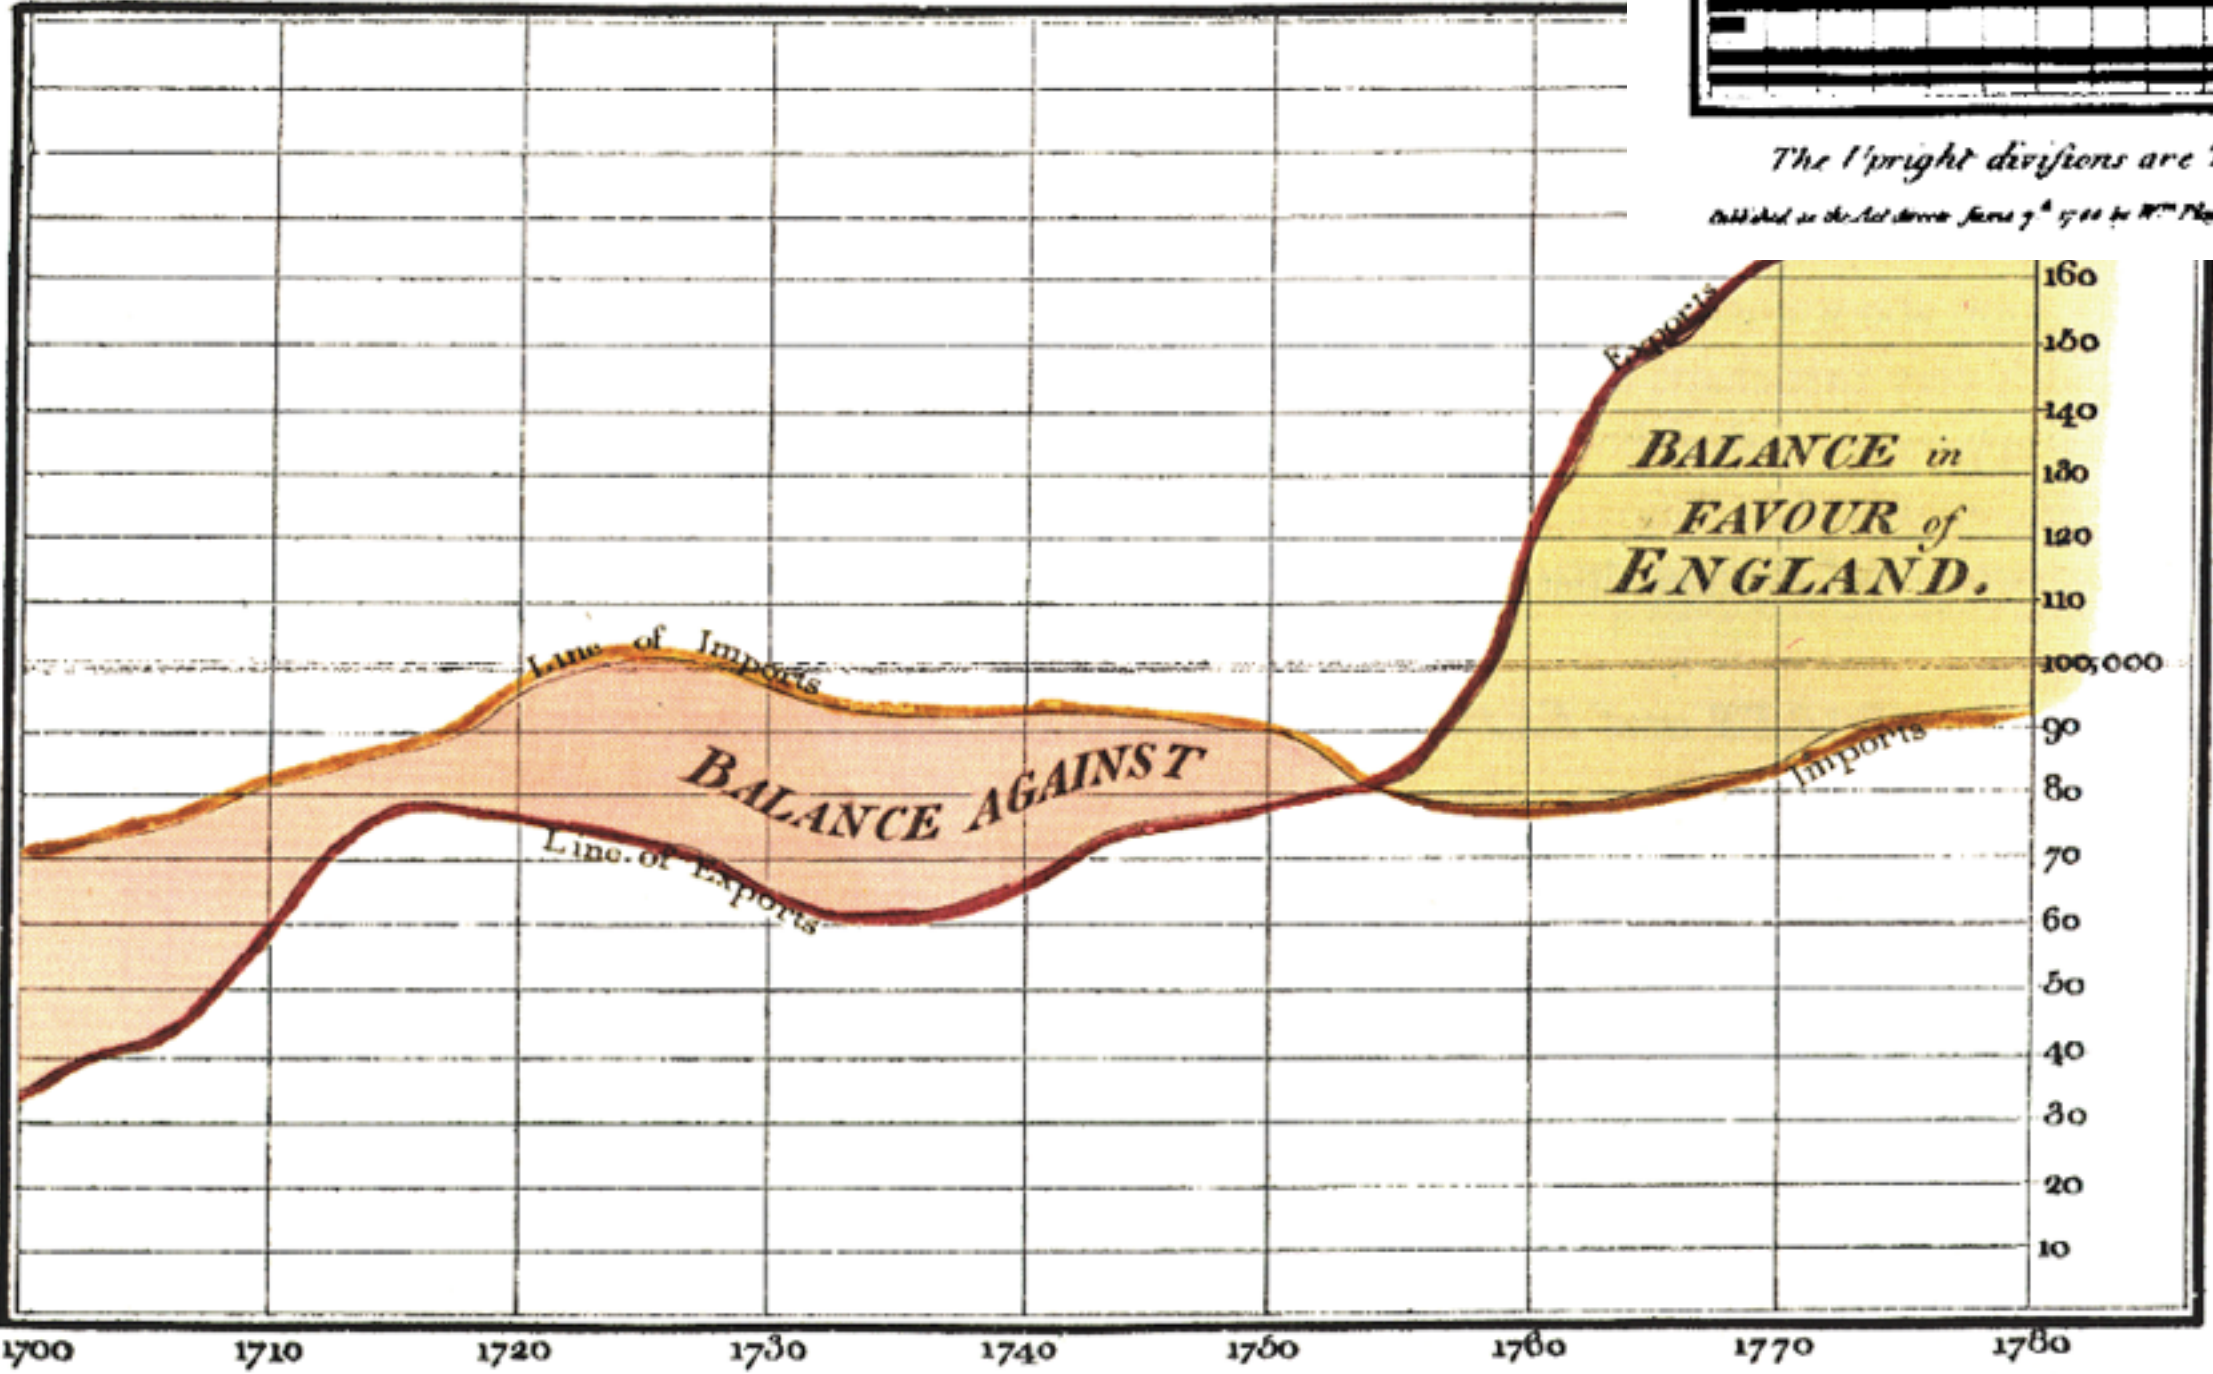 The Upright divisions are
Exports
160
150
140
BALANCE in
130
FAVOUR of
120
ENGLAND.
110
Line of Imports
100,000
90
Imports
BALANCE AGAINST
80
Line of Exports
70
60
50
40
30
20
10
1700 1710 1720 1730 1740 1750 1760 1770 1780